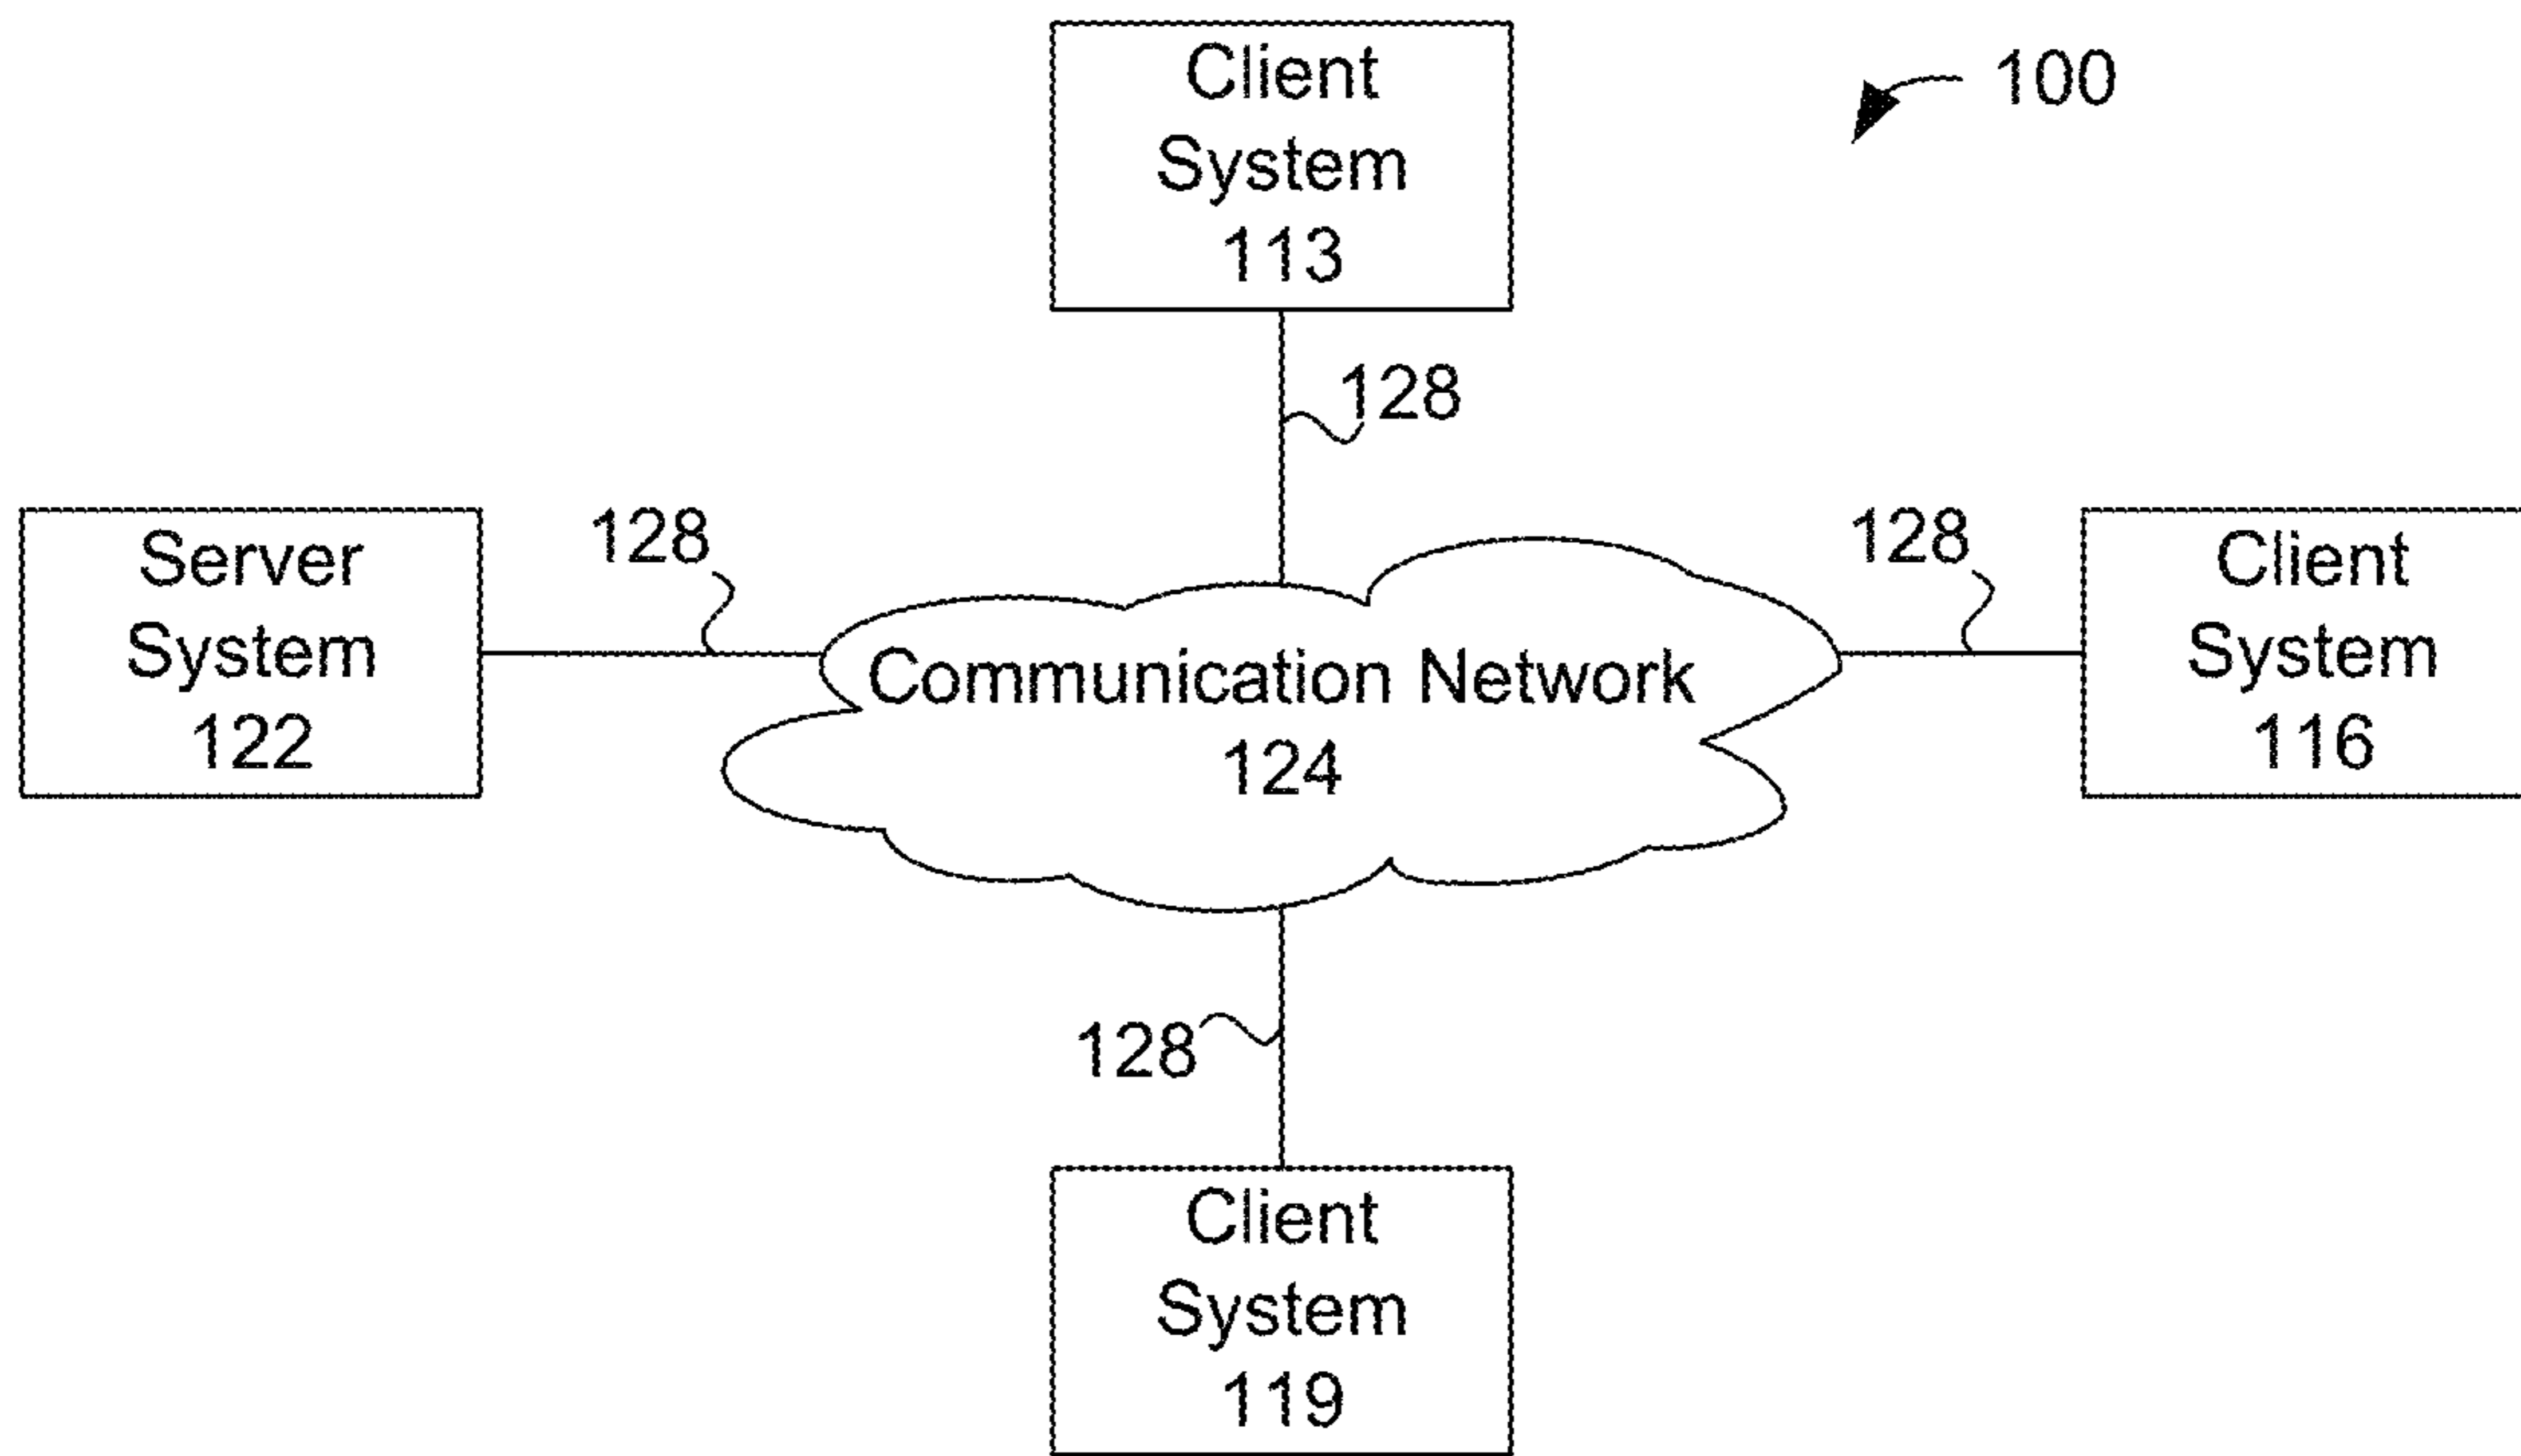 Client
System
113
100
128
Server
System
122
128
128
Client
System
116
Communication Network
124
128
Client
System
119